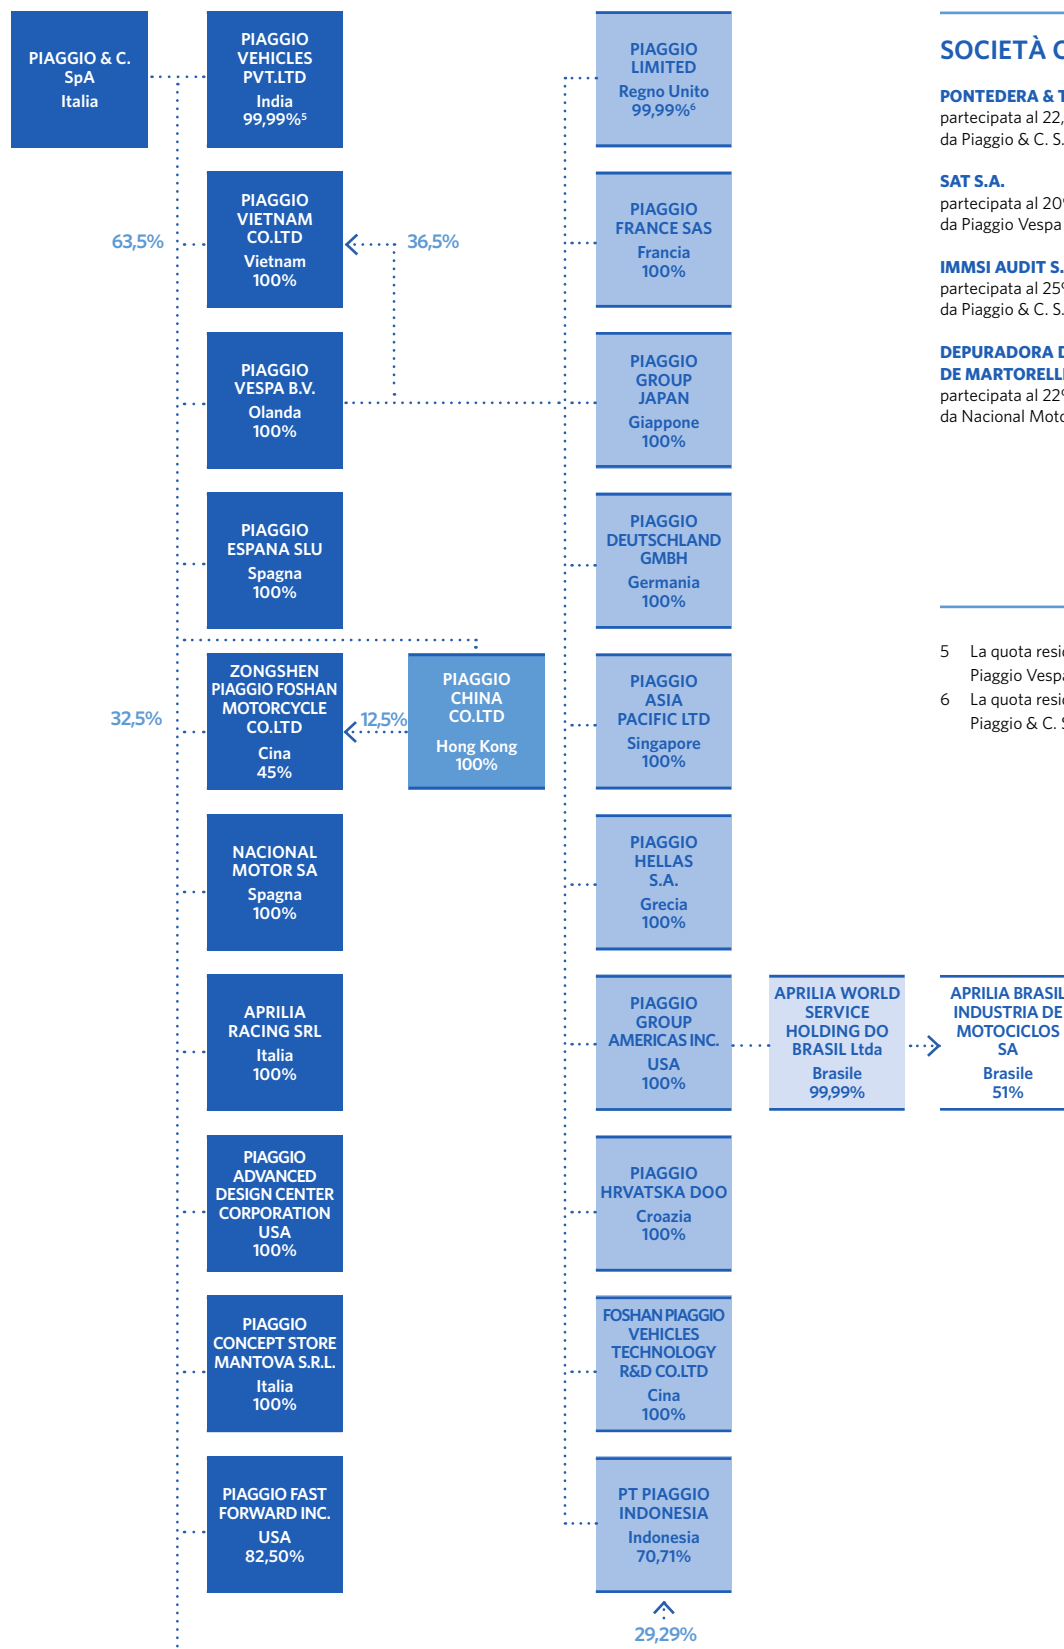 PIAGGIO & C.
SpA
Italia
PIAGGIO
VEHICLES
PVT.LTD
India
99,99%⁵
63,5%
PIAGGIO
VIETNAM
CO.LTD
Vietnam
100%
36,5%
PIAGGIO
VESPA B.V.
Olanda
100%
PIAGGIO
ESPANA SLU
Spagna
100%
32,5%
ZONGSHEN
PIAGGIO FOSHAN
MOTORCYCLE
CO.LTD
Cina
45%
12,5%
PIAGGIO
CHINA
CO.LTD
Hong Kong
100%
NACIONAL
MOTOR SA
Spagna
100%
APRILIA
RACING SRL
Italia
100%
PIAGGIO
ADVANCED
DESIGN CENTER
CORPORATION
USA
100%
PIAGGIO
CONCEPT STORE
MANTOVA S.R.L.
Italia
100%
PIAGGIO FAST
FORWARD INC.
USA
82,50%
PIAGGIO
LIMITED
Regno Unito
99,99%⁶
PIAGGIO
FRANCE SAS
Francia
100%
PIAGGIO
GROUP
JAPAN
Giappone
100%
PIAGGIO
DEUTSCHLAND
GMBH
Germania
100%
PIAGGIO
ASIA
PACIFIC LTD
Singapore
100%
PIAGGIO
HELLAS
S.A.
Grecia
100%
PIAGGIO
GROUP
AMERICAS INC.
USA
100%
APRILIA WORLD
SERVICE
HOLDING DO
BRASIL Ltda
Brasile
99,99%
APRILIA BRASIL
INDUSTRIA DE
MOTOCICLOS
SA
Brasile
51%
PIAGGIO
HRVATSKA DOO
Croazia
100%
FOSHAN PIAGGIO
VEHICLES
TECHNOLOGY
R&D CO.LTD
Cina
100%
PT PIAGGIO
INDONESIA
Indonesia
70,71%
29,29%
SOCIETÀ
PONTEDERA &
partecipata al 22,
da Piaggio & C. S.
SAT S.A.
partecipata al 20
da Piaggio Vespa
IMMSI AUDIT S.
partecipata al 25
da Piaggio & C. S.
DEPURADORA
DE MARTORELL
partecipata al 22
da Nacional Moto
5 La quota
Piaggio Vespa
6 La quota
Piaggio & C.